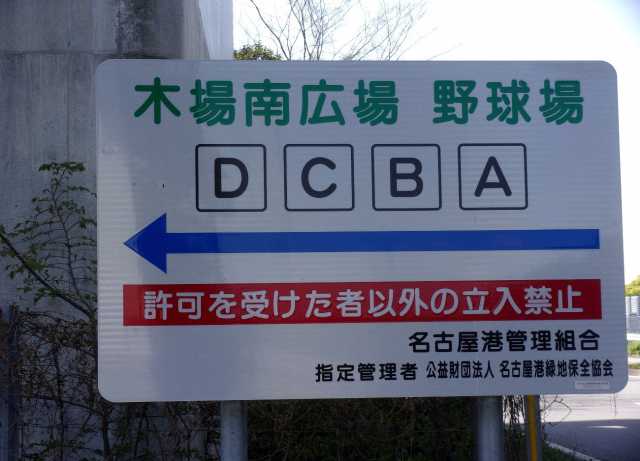 木場南広場 野球場
D C B A
許可を受けた者以外の立入禁止
名古屋港管理組合
指定管理者 公益財団法人 名古屋港緑地保全協会